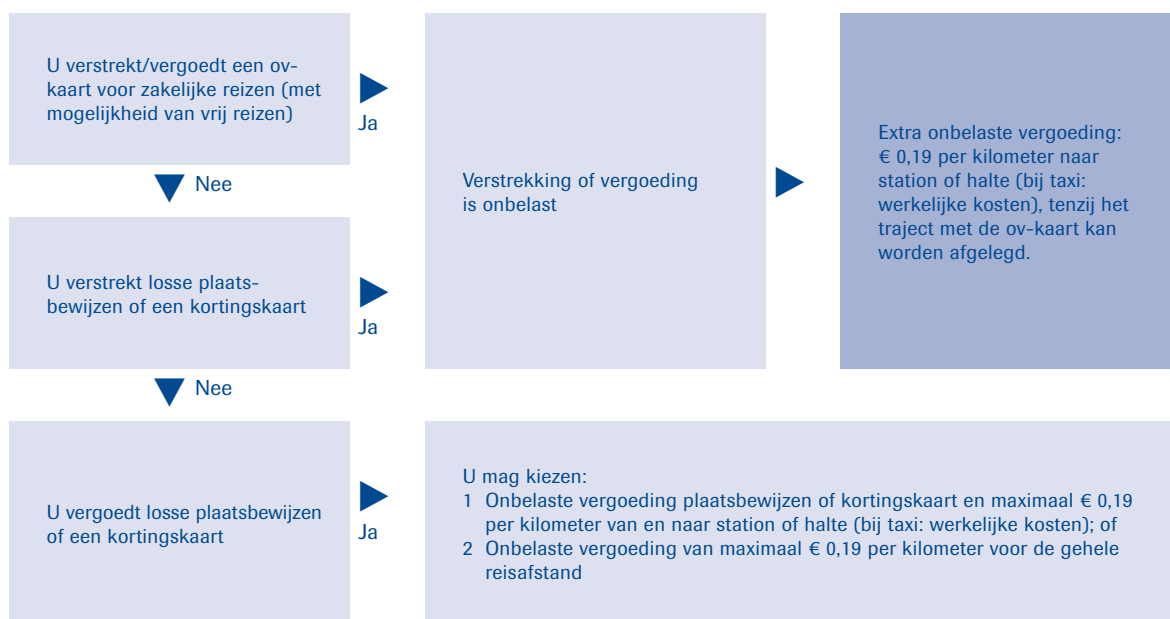 U verstrekt/vergoedt een ov-
kaart voor zakelijke reizen (met
mogelijkheid van vrij reizen)
Ja
Nee
Verstrekking of vergoeding
is onbelast
Extra onbelaste vergoeding:
€ 0,19 per kilometer naar
station of halte (bij taxi:
werkelijke kosten), tenzij het
traject met de ov-kaart kan
worden afgelegd.
U verstrekt losse plaats-
bewijzen of een kortingskaart
Ja
Nee
U vergoedt losse plaatsbewijzen
of een kortingskaart
Ja
U mag kiezen:
1 Onbelaste vergoeding plaatsbewijzen of kortingskaart en maximaal € 0,19
per kilometer van en naar station of halte (bij taxi: werkelijke kosten); of
2 Onbelaste vergoeding van maximaal € 0,19 per kilometer voor de gehele
reisafstand